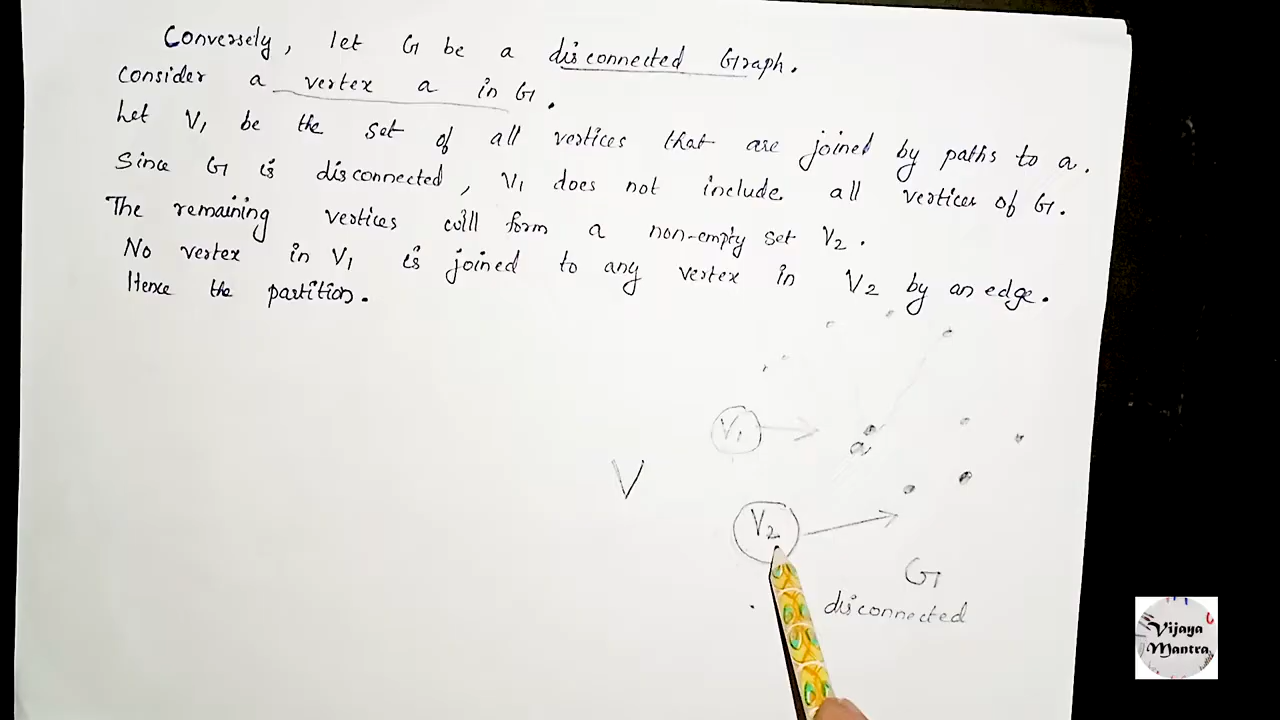 Conversely, let G be a disconnected Graph.
Consider a vertex a in G.
Let V1 be the set of all vertices that are joined by paths to a.
Since G is disconnected, V1 does not include all vertices of G.
The remaining vertices will form a non-empty set V2.
No vertex in V1 is joined to any vertex in V2 by an edge.
Hence the partition.
V1
a
V
V2
G
disconnected
Vijaya
Mantra